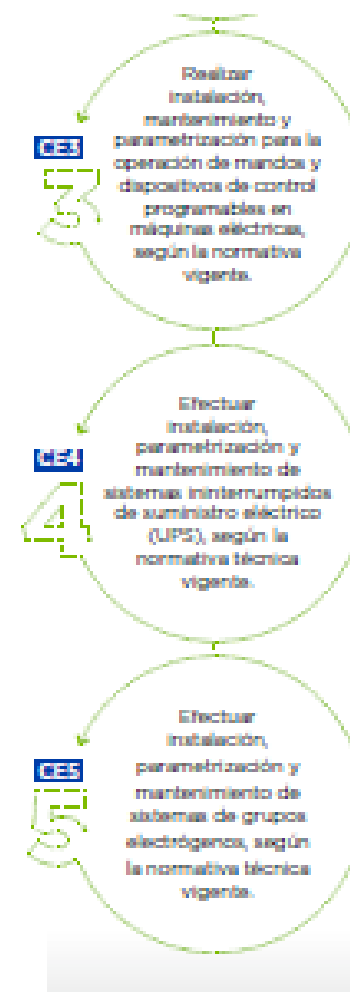 Realizar
instalación,
mantenimiento y
parametrización para la
operación de mandos y
dispositivos de control
programables en
máquinas eléctricas,
según la normativa
vigente.
CE3
3
Efectuar
instalación,
parametrización y
mantenimiento de
sistemas ininterrumpidos
de suministro eléctrico
(UPS), según la
normativa técnica
vigente.
CE4
4
Efectuar
instalación,
parametrización y
mantenimiento de
sistemas de grupos
electrógenos, según
la normativa técnica
vigente.
CE5
5